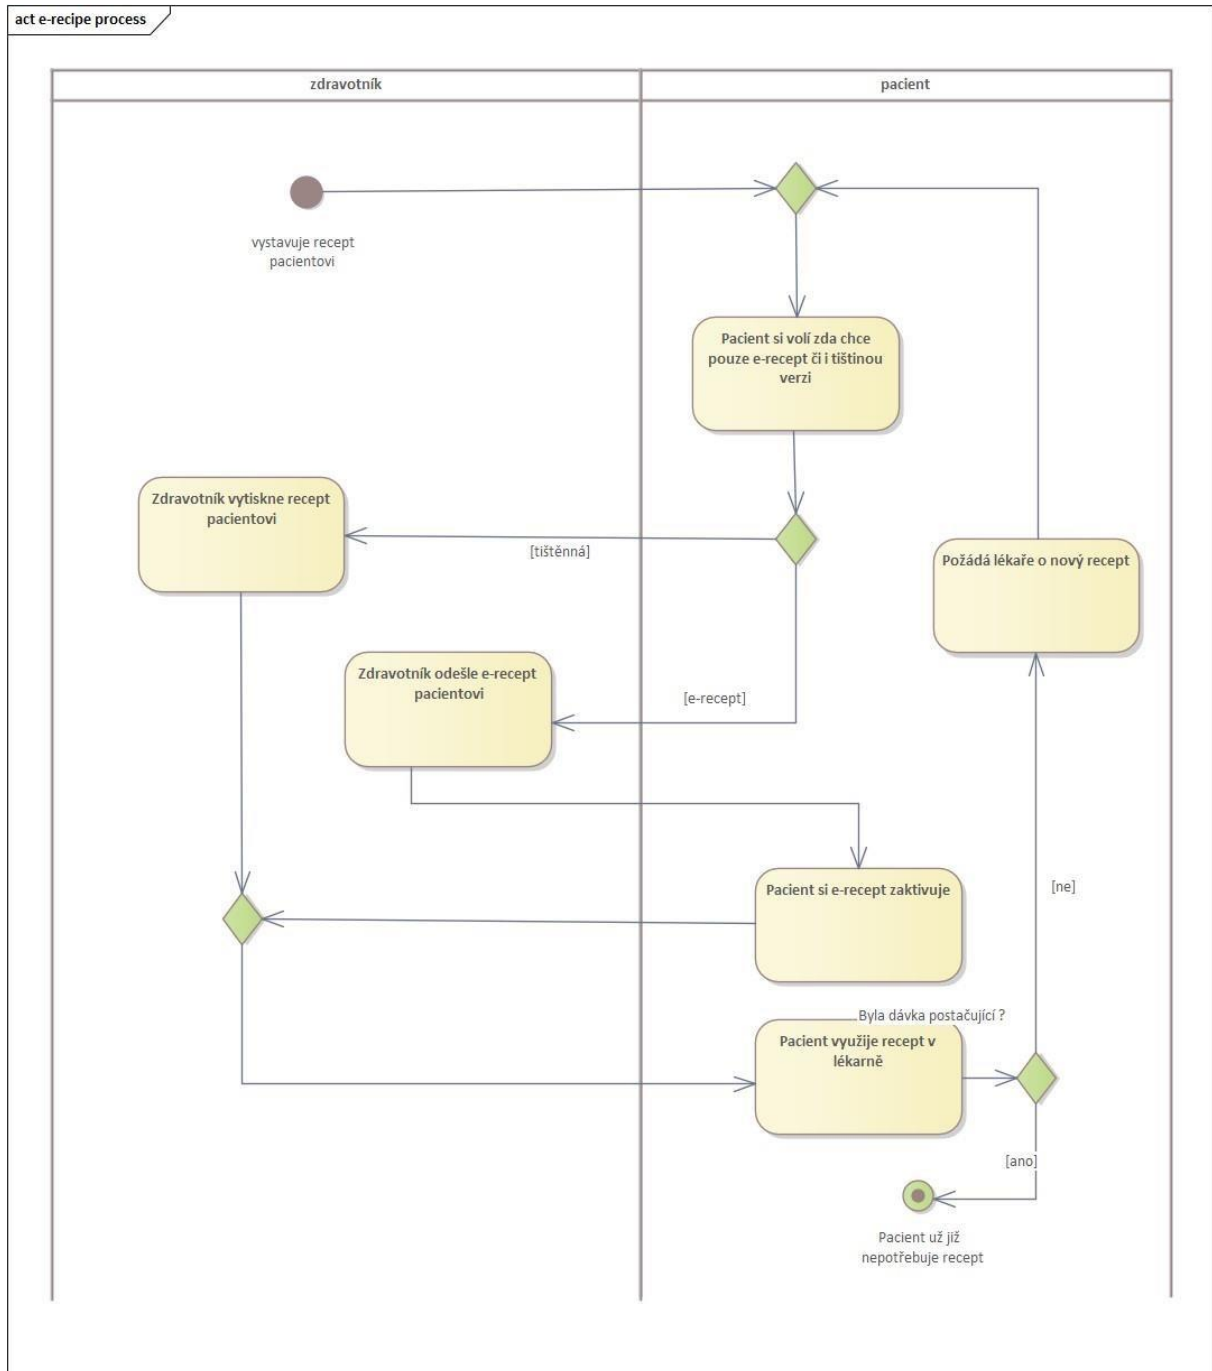 act e-recipe process
zdravotník
pacient
vystavuje recept
pacientovi
Pacient si volí zda chce
pouze e-recept či i tištinou
verzi
Zdravotník vytiskne recept
pacientovi
[tištěnná]
Požádá lékaře o nový recept
Zdravotník odešle e-recept
pacientovi
[e-recept]
Pacient si e-recept zaktivuje
[ne]
Byla dávka postačující ?
Pacient využije recept v
lékarně
[ano]
Pacient už již
nepotřebuje recept